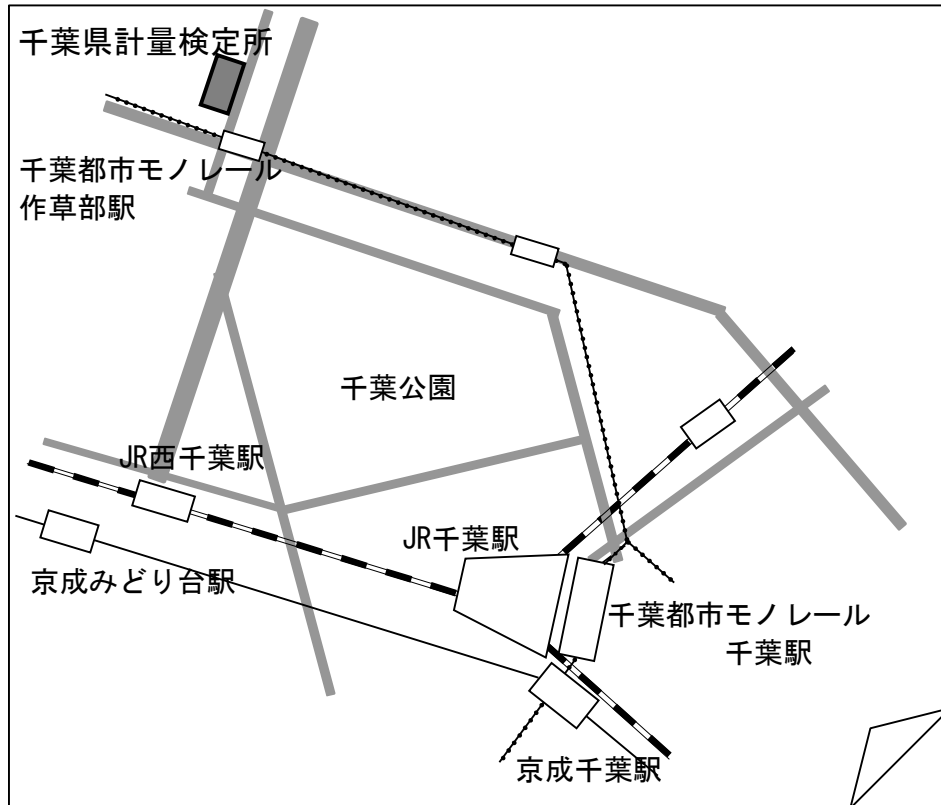 千葉県計量検定所
千葉都市モノレール
作草部駅
千葉公園
JR西千葉駅
JR千葉駅
京成みどり台駅
千葉都市モノレール
千葉駅
京成千葉駅